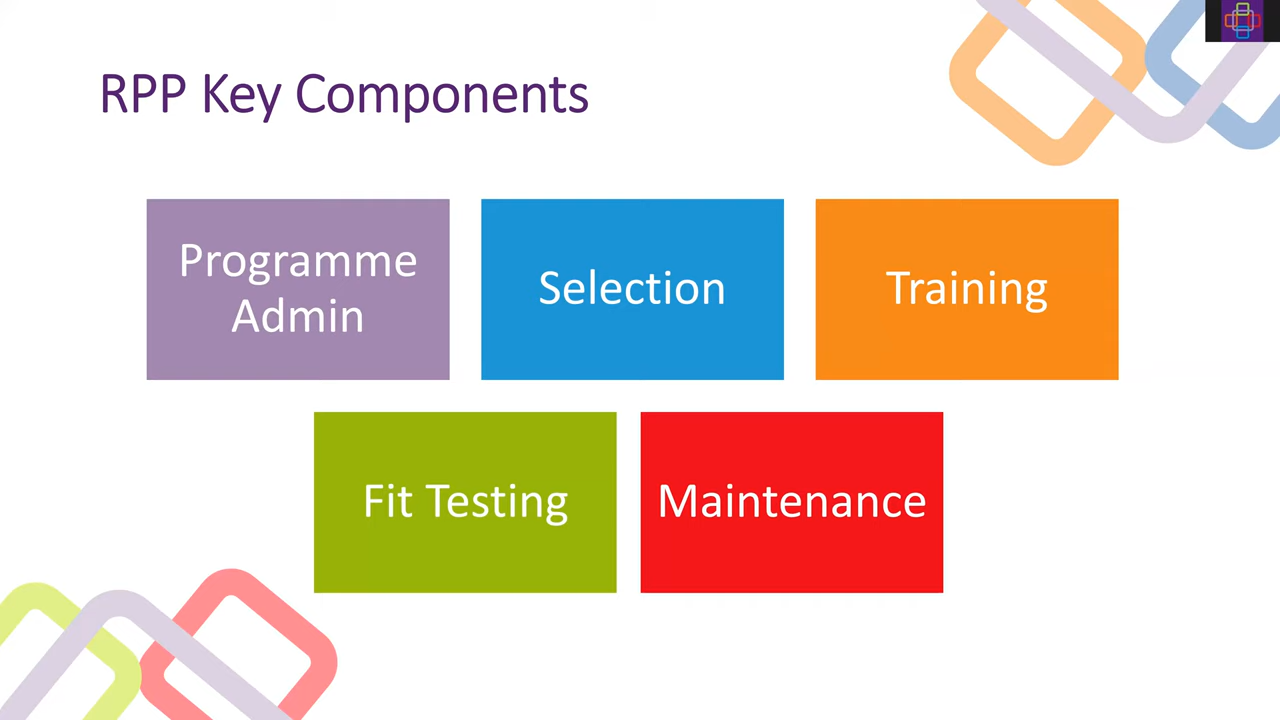 RPP Key Components
Programme
Admin
Selection
Training
Fit Testing
Maintenance